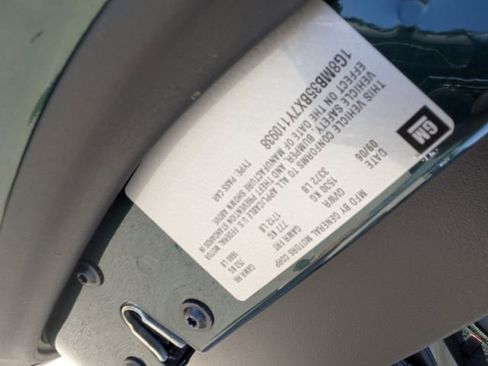 GM
MFD BY GENERAL MOTORS CORP
DATE GVWR GAWR FRT GAWR RR
09/06 1530 KG 777 KG 753 KG
3372 LB 1712 LB 1660 LB
THIS VEHICLE CONFORMS TO ALL APPLICABLE U.S. FEDERAL MOTOR
VEHICLE SAFETY, BUMPER, AND THEFT PREVENTION STANDARDS IN
EFFECT ON THE DATE OF MANUFACTURE SHOWN ABOVE.
1G8MB35BX7Y110938 TYPE: PASS CAR